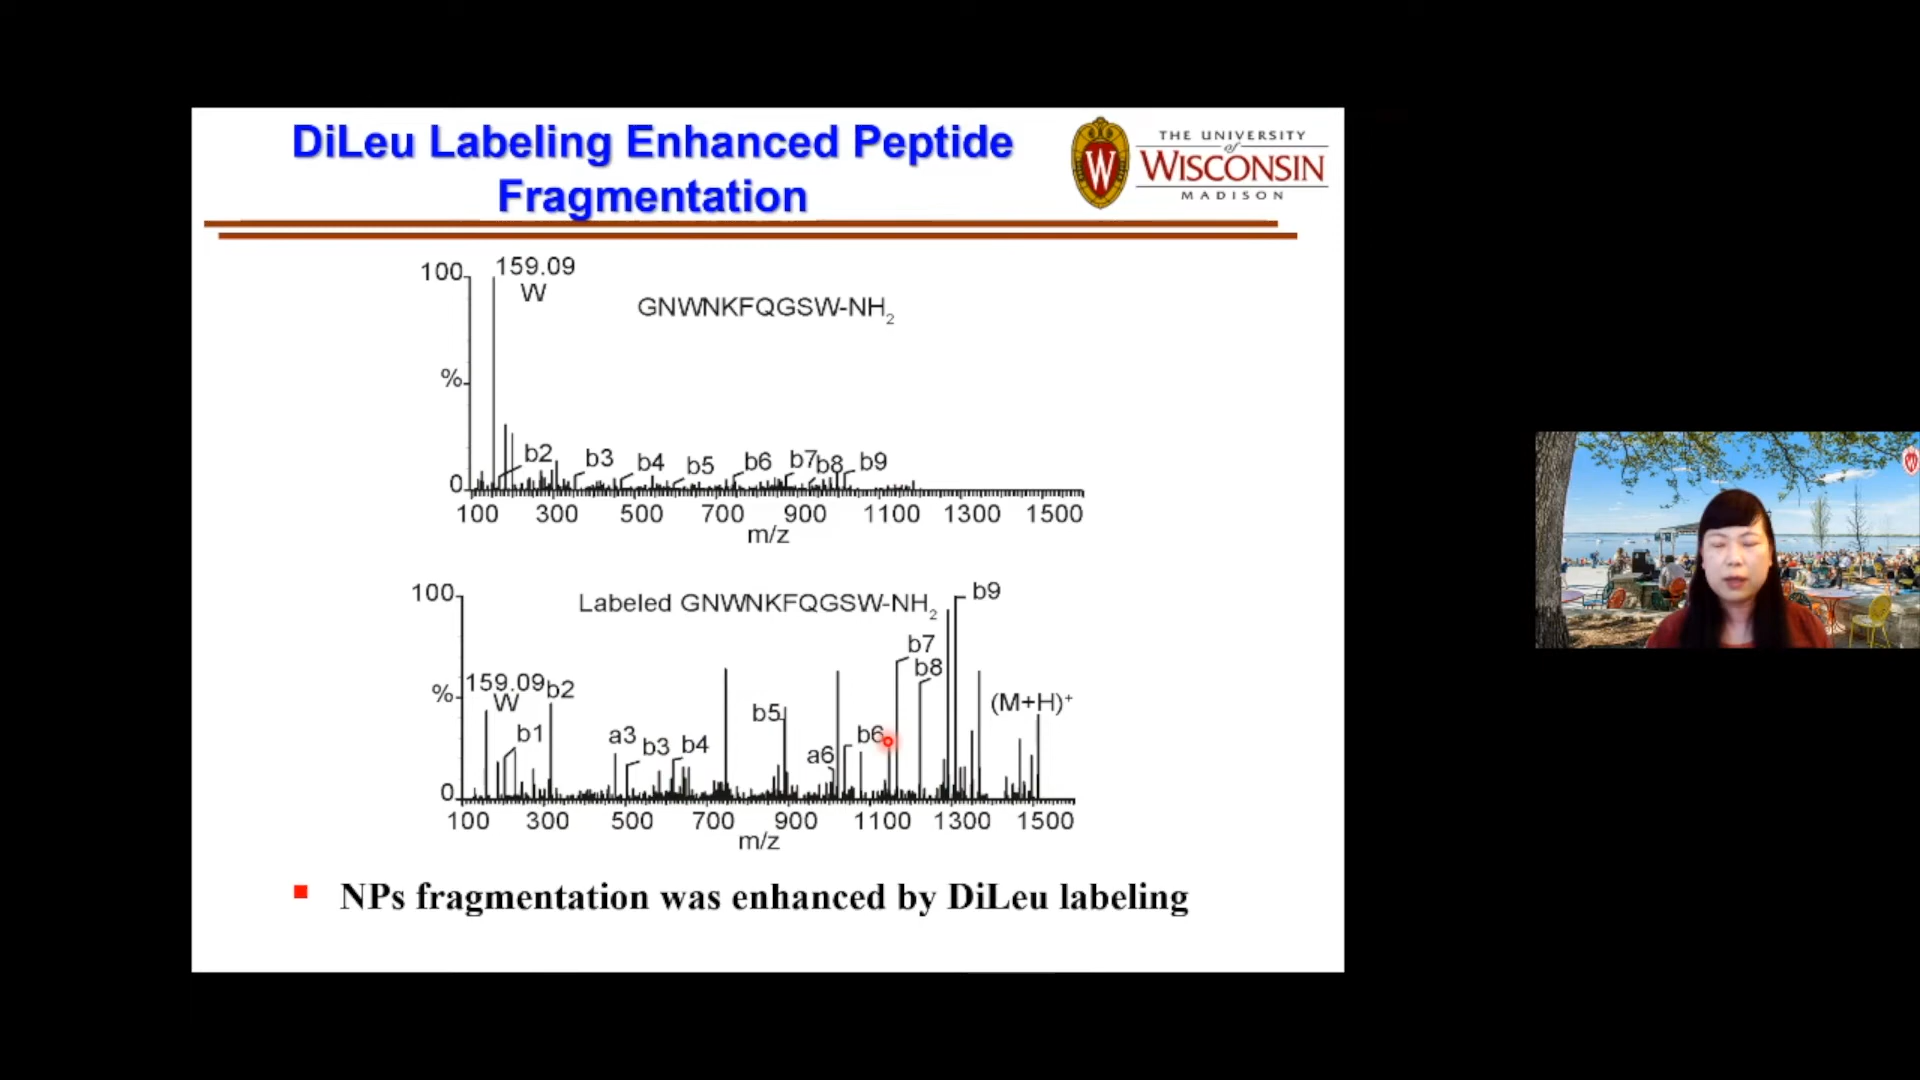 DiLeu Labeling Enhanced Peptide
Fragmentation
THE UNIVERSITY
of
WISCONSIN
MADISON
W
100
159.09
W
GNWNKFQGSW-NH2
%
b2
b3
b4
b5
b6
b7
b8
b9
0
100 300 500 700 900 1100 1300 1500
m/z
100
Labeled GNWNKFQGSW-NH2
b9
b7
b8
%
159.09
W
b2
(M+H)+
b1
a3
b3
b4
b5
a6
b6
0
100 300 500 700 900 1100 1300 1500
m/z
NPs fragmentation was enhanced by DiLeu labeling